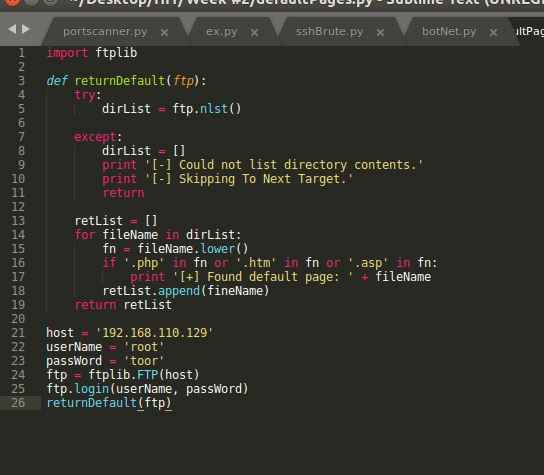 ~/Desktop/HH/Week #2/defaultPages.py - Sublime Text (UNREG
portscanner.py × ex.py × sshBrute.py × botNet.py × ultPag
1 import ftplib
2
3 def returnDefault(ftp):
4     try:
5         dirList = ftp.nlst()
6
7     except:
8         dirList = []
9         print '[-] Could not list directory contents.'
10         print '[-] Skipping To Next Target.'
11         return
12
13     retList = []
14     for fileName in dirList:
15         fn = fileName.lower()
16         if '.php' in fn or '.htm' in fn or '.asp' in fn:
17             print '[+] Found default page: ' + fileName
18         retList.append(fineName)
19     return retList
20
21 host = '192.168.110.129'
22 userName = 'root'
23 passWord = 'toor'
24 ftp = ftplib.FTP(host)
25 ftp.login(userName, passWord)
26 returnDefault(ftp)